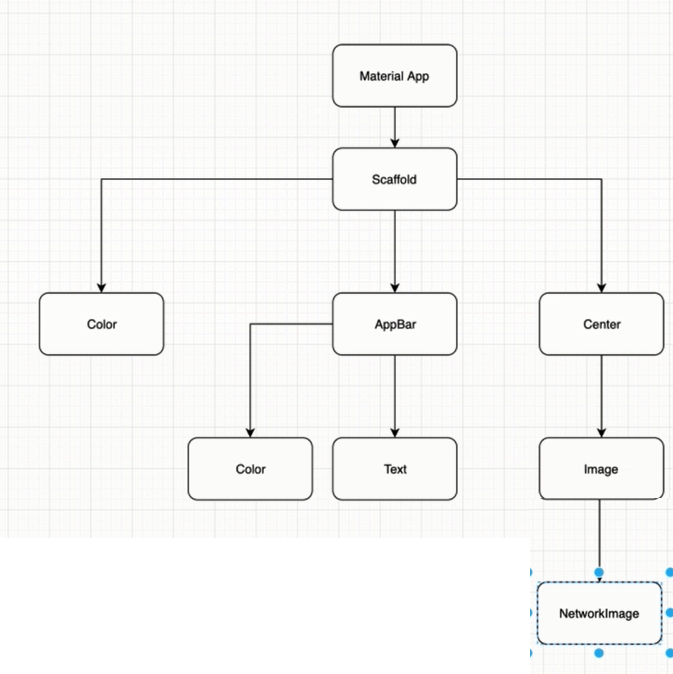 Material App
Scaffold
Color
AppBar
Center
Color
Text
Image
NetworkImage